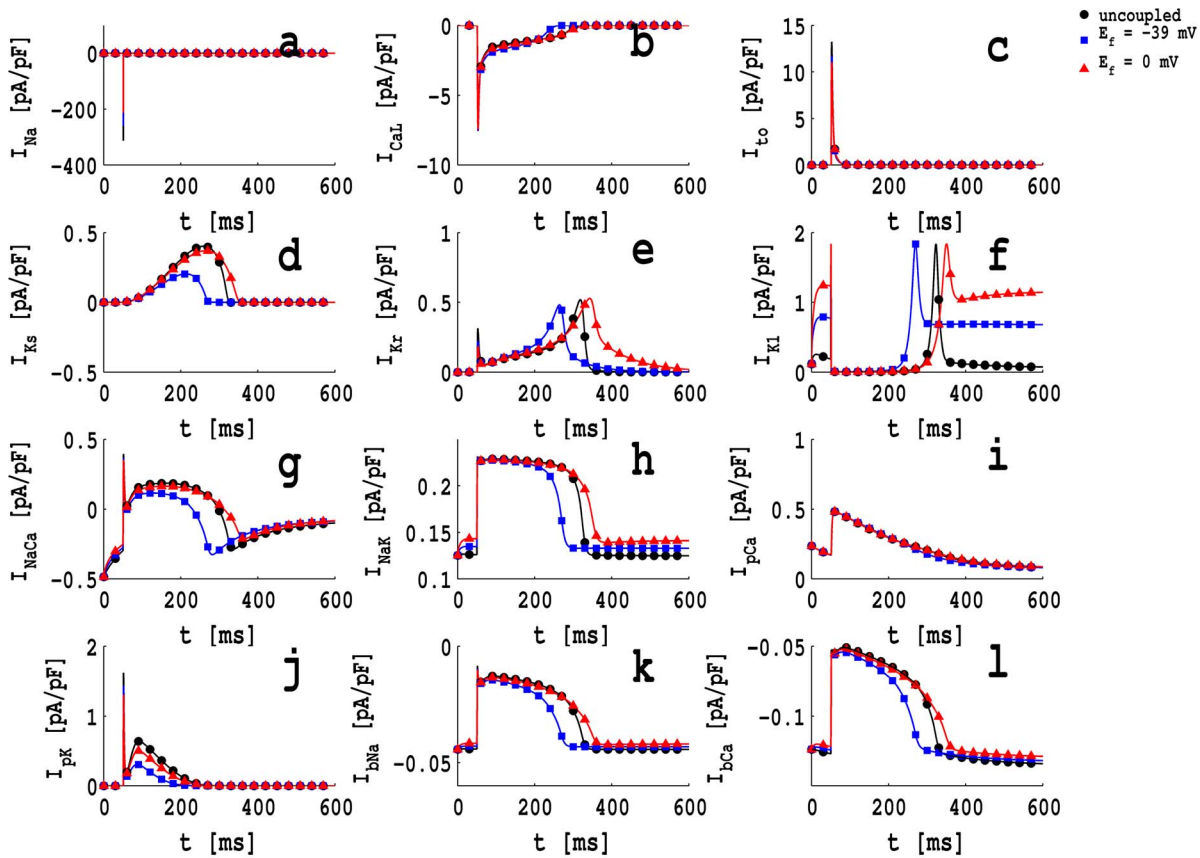 uncoupled
E_f = -39 mV
E_f = 0 mV
a
I_Na [pA/pF]
0
−200
−400
0 200 400 600
t [ms]
b
I_CaL [pA/pF]
0
−5
−10
0 200 400 600
t [ms]
c
I_to [pA/pF]
15
10
5
0
0 200 400 600
t [ms]
d
I_Ks [pA/pF]
0.5
0
−0.5
0 200 400 600
t [ms]
e
I_Kr [pA/pF]
1
0.5
0
0 200 400 600
t [ms]
f
I_K1 [pA/pF]
2
1
0
0 200 400 600
t [ms]
g
I_NaCa [pA/pF]
0.5
0
−0.5
0 200 400 600
t [ms]
h
I_NaK [pA/pF]
0.2
0.15
0.1
0 200 400 600
t [ms]
i
I_pCa [pA/pF]
1
0.5
0
0 200 400 600
t [ms]
j
I_pK [pA/pF]
2
1
0
0 200 400 600
t [ms]
k
I_bNa [pA/pF]
0
−0.05
0 200 400 600
t [ms]
l
I_bCa [pA/pF]
−0.05
−0.1
0 200 400 600
t [ms]